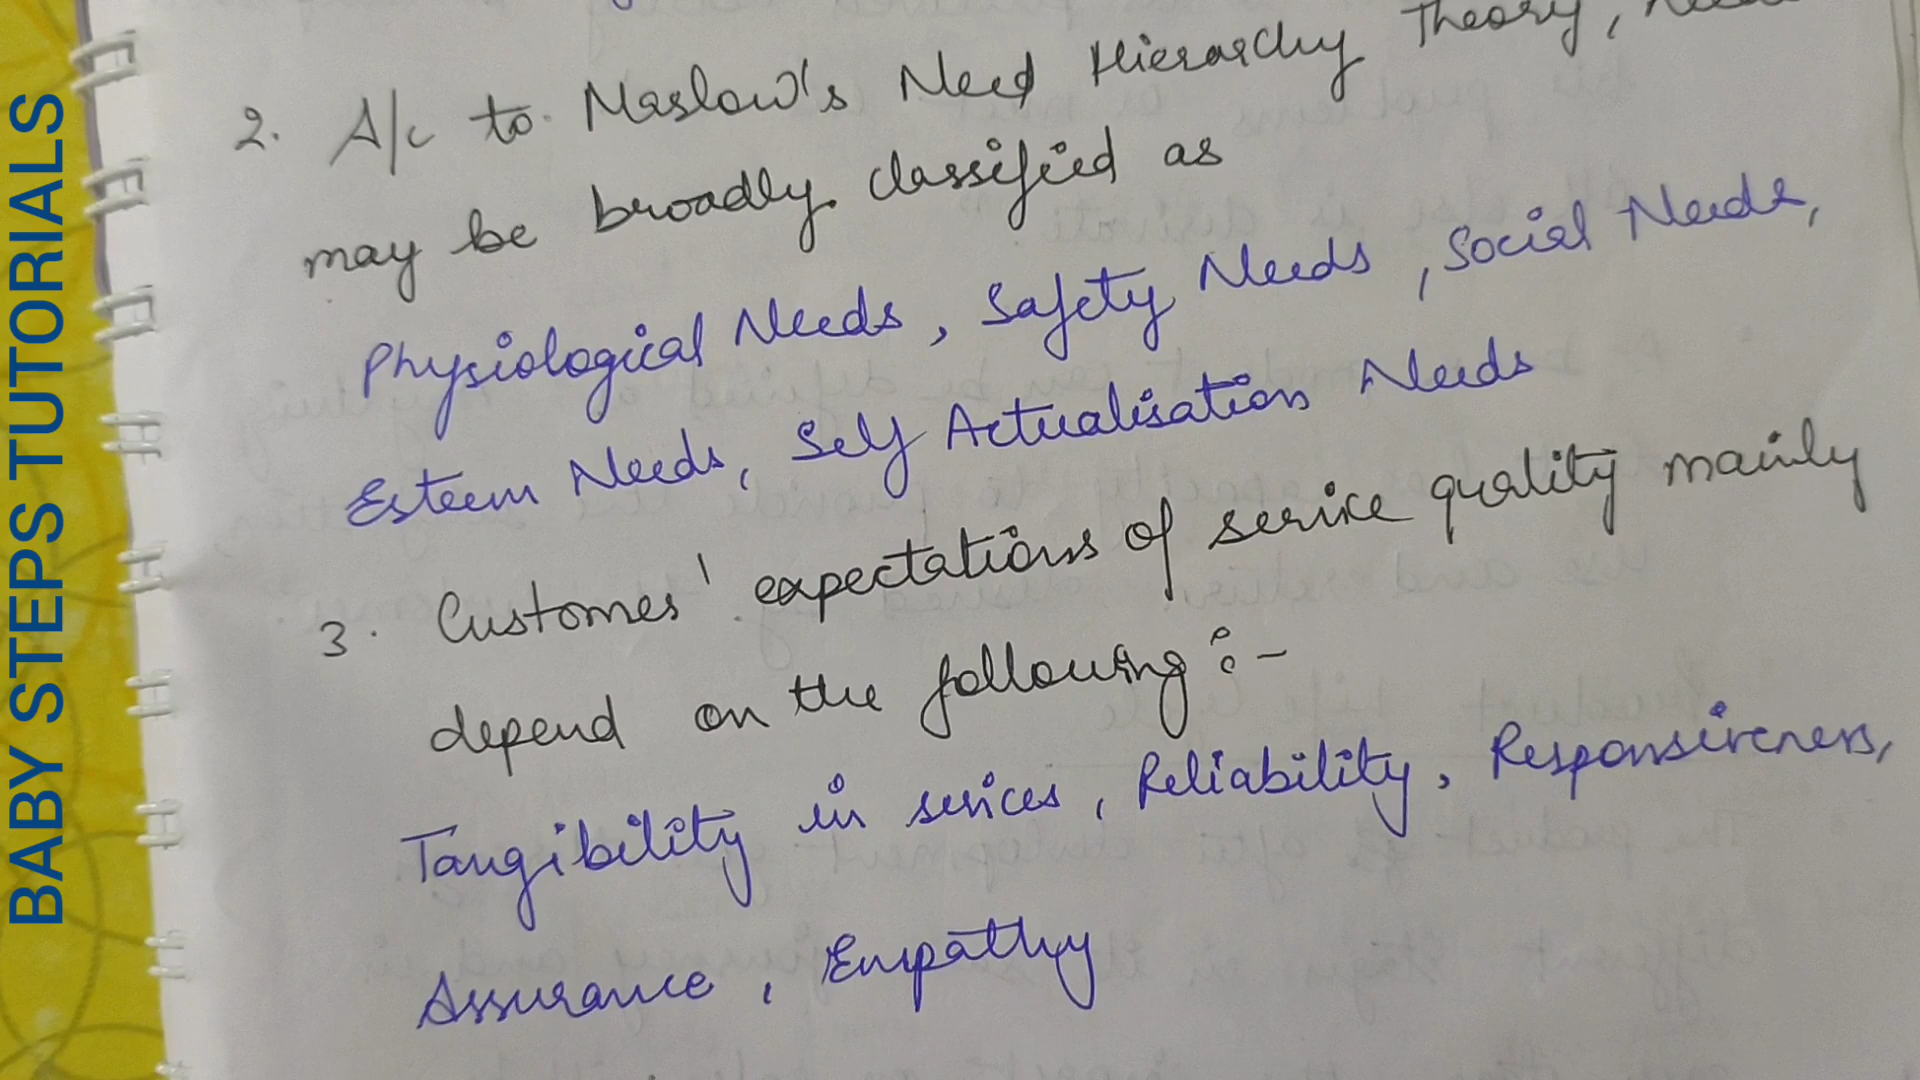 BABY STEPS TUTORIALS
2. A/c to Maslow's Need Hierarchy Theory,
may be broadly classified as
Physiological Needs, Safety Needs, Social Needs,
Esteem Needs, Self Actualisation Needs
3. Customes' expectations of service quality mainly
depend on the following :-
Tangibility in services, Reliability, Responsiveness,
Assurance, Empathy